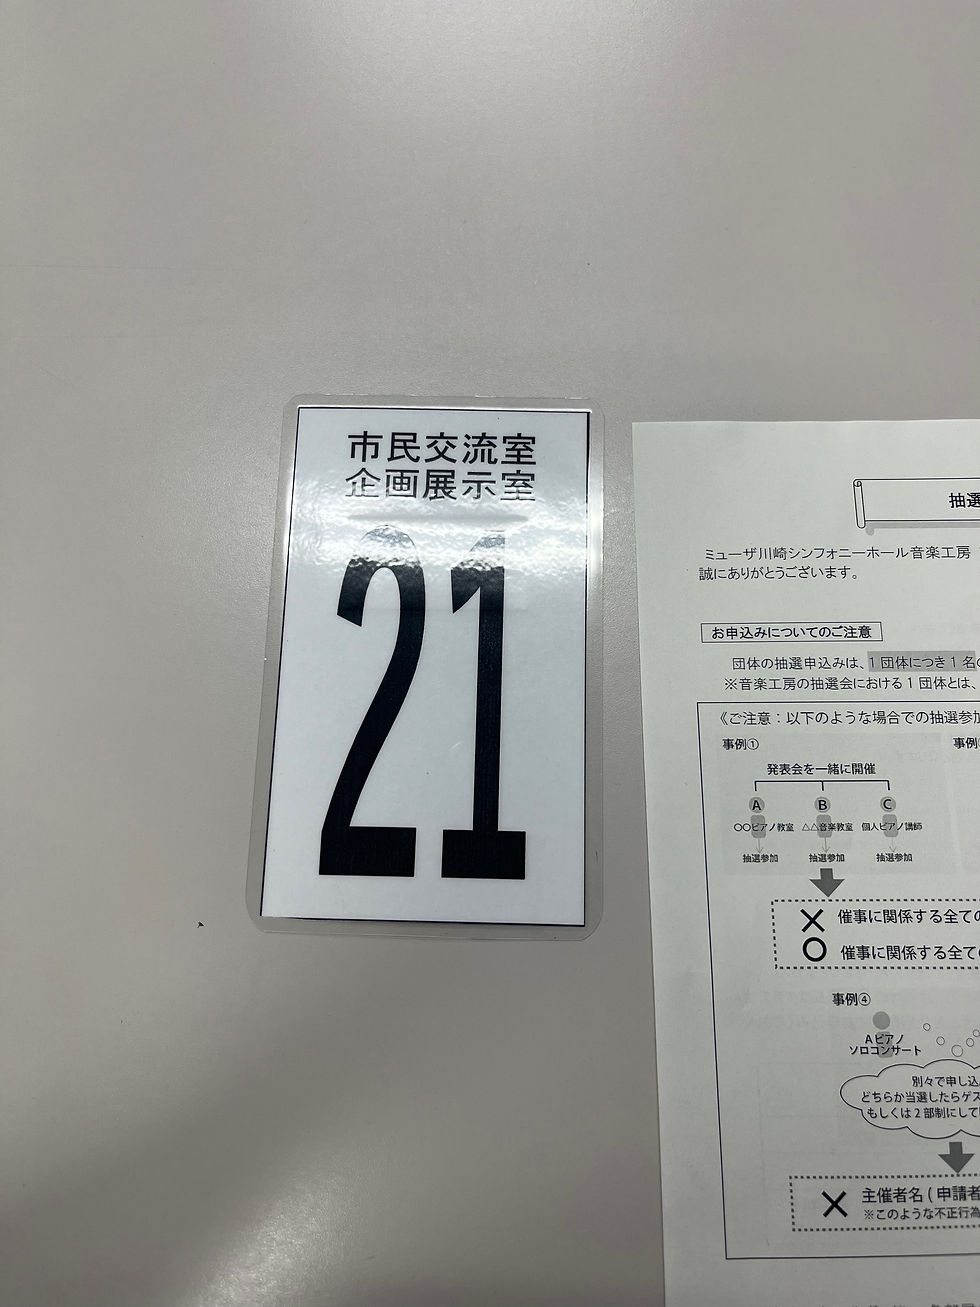 市民交流室
企画展示室
21
抽選
ミューザ川崎シンフォニーホール音楽工房
誠にありがとうございます。
お申込みについてのご注意
団体の抽選申込みは、1団体につき1名
※音楽工房の抽選会における1団体とは、
《ご注意：以下のような場合での抽選参加
事例①
事例
発表会を一緒に開催
A B C
○○ピアノ教室 △△音楽教室 個人ピアノ講師
抽選参加 抽選参加 抽選参加
× 催事に関係する全ての
○ 催事に関係する全ての
事例④
Aピアノ
ソロコンサート
別々で申し込
どちらか当選したらゲス
もしくは2部制にして
× 主催者名(申請者
※このような不正行為